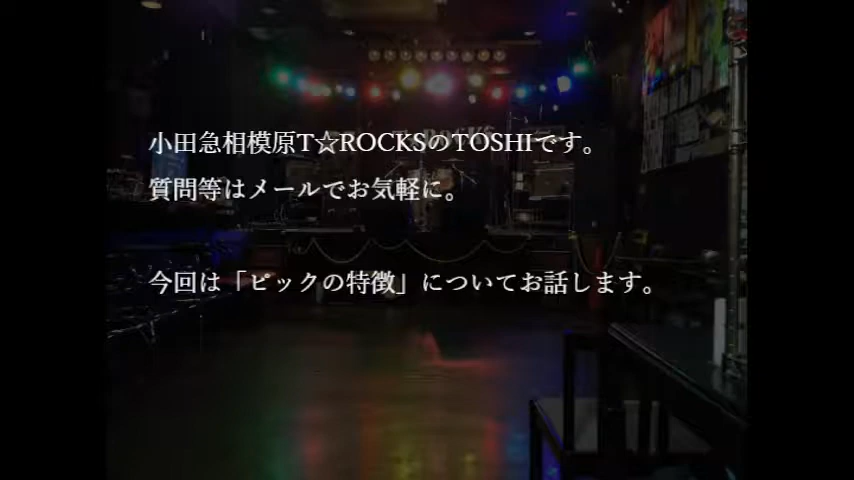 小田急相模原T☆ROCKSのTOSHIです。
質問等はメールでお気軽に。
今回は「ピックの特徴」についてお話します。